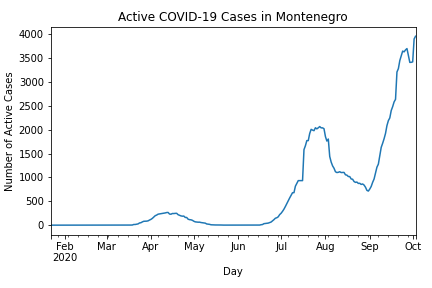 Active COVID-19 Cases in Montenegro
4000
3500
3000
2500
2000
1500
1000
500
0
Number of Active Cases
Feb Mar Apr May Jun Jul Aug Sep Oct
2020
Day